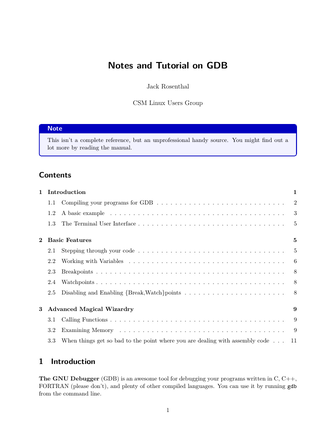 Notes and Tutorial on GDB
Jack Rosenthal
CSM Linux Users Group
Note
This isn't a complete reference, but an unprofessional handy source. You might find out a
lot more by reading the manual.
Contents
1 Introduction 1
1.1 Compiling your programs for GDB . . . . . . . . . . . . . . . . . . . . . . . . . . 2
1.2 A basic example . . . . . . . . . . . . . . . . . . . . . . . . . . . . . . . . . . . 3
1.3 The Terminal User Interface . . . . . . . . . . . . . . . . . . . . . . . . . . . . . 5
2 Basic Features 5
2.1 Stepping through your code . . . . . . . . . . . . . . . . . . . . . . . . . . . . . 5
2.2 Working with Variables . . . . . . . . . . . . . . . . . . . . . . . . . . . . . . . 6
2.3 Breakpoints . . . . . . . . . . . . . . . . . . . . . . . . . . . . . . . . . . . . . 8
2.4 Watchpoints . . . . . . . . . . . . . . . . . . . . . . . . . . . . . . . . . . . . . 8
2.5 Disabling and Enabling {Break,Watch}points . . . . . . . . . . . . . . . . . . . . 8
3 Advanced Magical Wizardry 9
3.1 Calling Functions . . . . . . . . . . . . . . . . . . . . . . . . . . . . . . . . . . 9
3.2 Examining Memory . . . . . . . . . . . . . . . . . . . . . . . . . . . . . . . . . . 9
3.3 When things get so bad to the point where you are dealing with assembly code . . . 11
1 Introduction
The GNU Debugger (GDB) is an awesome tool for debugging your programs written in C, C++,
FORTRAN (please don't), and plenty of other compiled languages. You can use it by running gdb
from the command line.
1